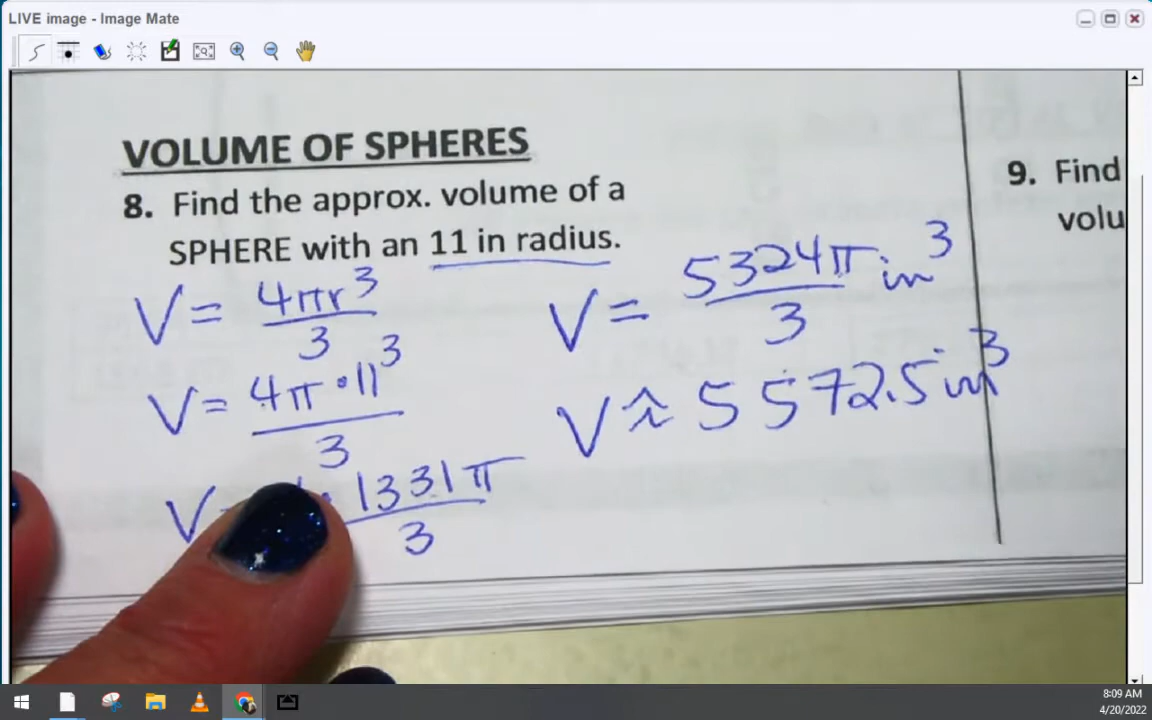 LIVE image - Image Mate
VOLUME OF SPHERES
8. Find the approx. volume of a
SPHERE with an 11 in radius.
V = 4πr³/3
V = 4π·11³/3
V · 1331π/3
V = 5324π/3 in³
V ≈ 5572.5 in³
9. Find
volu
8:09 AM
4/20/2022